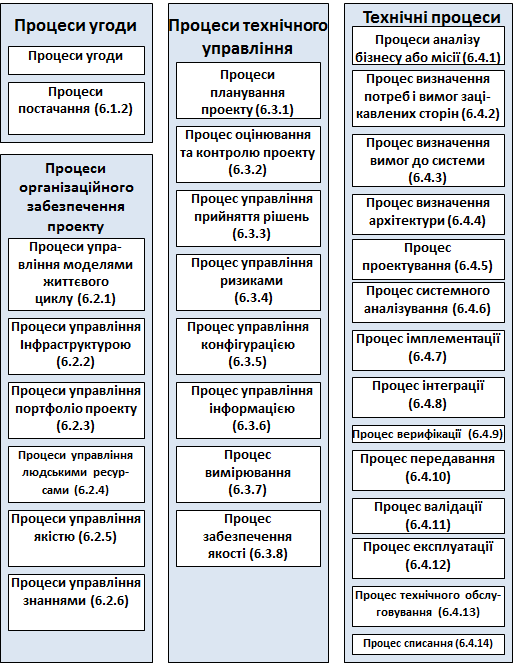 Процеси угоди
Процеси угоди
Процеси
постачання (6.1.2)
Процеси
організаційного
забезпечення
проекту
Процеси упра-
вління моделями
життєвого
циклу (6.2.1)
Процеси управління
Інфраструктурою
(6.2.2)
Процеси управління
портфоліо проекту
(6.2.3)
Процеси управління
людськими ресур-
сами (6.2.4)
Процеси управління
якістю (6.2.5)
Процеси управління
знаннями (6.2.6)
Процеси технічного
управління
Процеси
планування
проекту (6.3.1)
Процес оцінювання
та контролю проекту
(6.3.2)
Процес управління
прийняття рішень
(6.3.3)
Процес управління
ризиками
(6.3.4)
Процес управління
конфігурацією
(6.3.5)
Процес управління
інформацією
(6.3.6)
Процес
вимірювання
(6.3.7)
Процес
забезпечення
якості (6.3.8)
Технічні процеси
Процеси аналізу
бізнесу або місії (6.4.1)
Процес визначення
потреб і вимог заці-
кавлених сторін (6.4.2)
Процес визначення
вимог до системи
(6.4.3)
Процес визначення
архітектури (6.4.4)
Процес
проектування (6.4.5)
Процес системного
аналізування (6.4.6)
Процес імплементації
(6.4.7)
Процес інтеграції
(6.4.8)
Процес верифікації (6.4.9)
Процес передавання
(6.4.10)
Процес валідації
(6.4.11)
Процес експлуатації
(6.4.12)
Процес технічного обслу-
говування (6.4.13)
Процес списання (6.4.14)